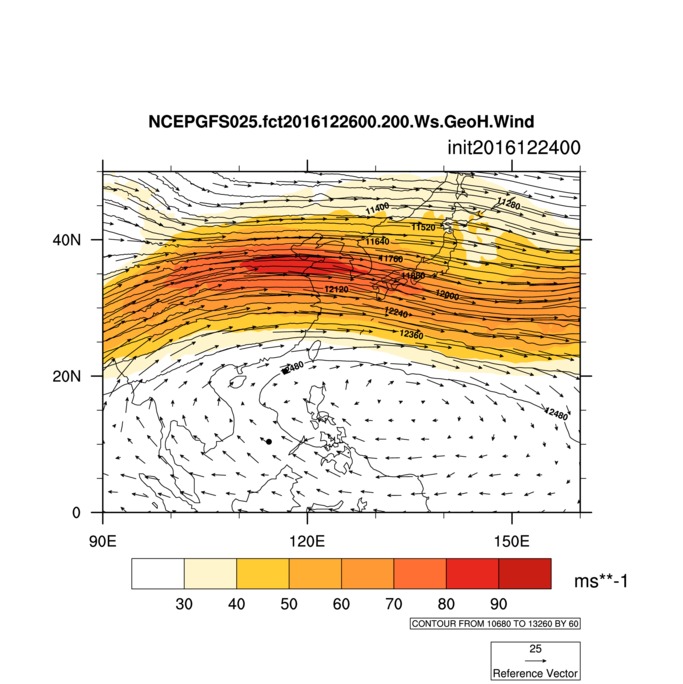 NCEPGFS025.fct2016122600.200.Ws.GeoH.Wind
init2016122400
11280
11400
11520
40N
11640
11760
11880
12120
12000
12240
12360
20N
12480
12480
0
90E 120E 150E
ms**-1
30 40 50 60 70 80 90
CONTOUR FROM 10680 TO 13260 BY 60
25
Reference Vector